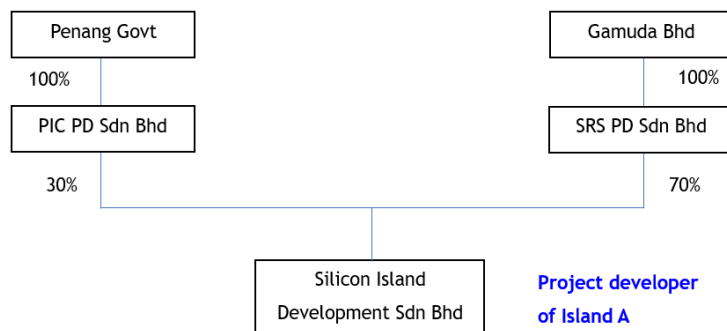 Penang Govt
Gamuda Bhd
100%
100%
PIC PD Sdn Bhd
SRS PD Sdn Bhd
30%
70%
Silicon Island
Development Sdn Bhd
Project developer
of Island A